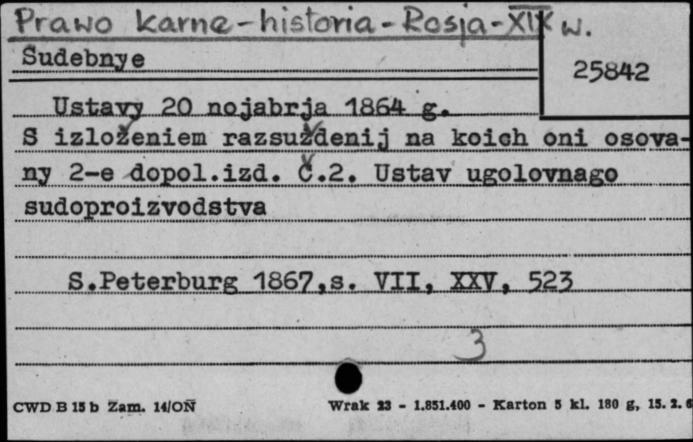 Prawo karne - historia - Rosja - XIX w.
Sudebnye
25842
Ustavy 20 nojabrja 1864 g.
S izloženiem razsuždenij na koich oni osova-
ny 2-e dopol.izd. Č.2. Ustav ugolovnago
sudoproizvodstva
S.Peterburg 1867,s. VII, XXV, 523
3
CWD B 15 b Zam. 14/ON Wrak 23 - 1.851.400 - Karton 5 kl. 180 g, 15. 2. 6